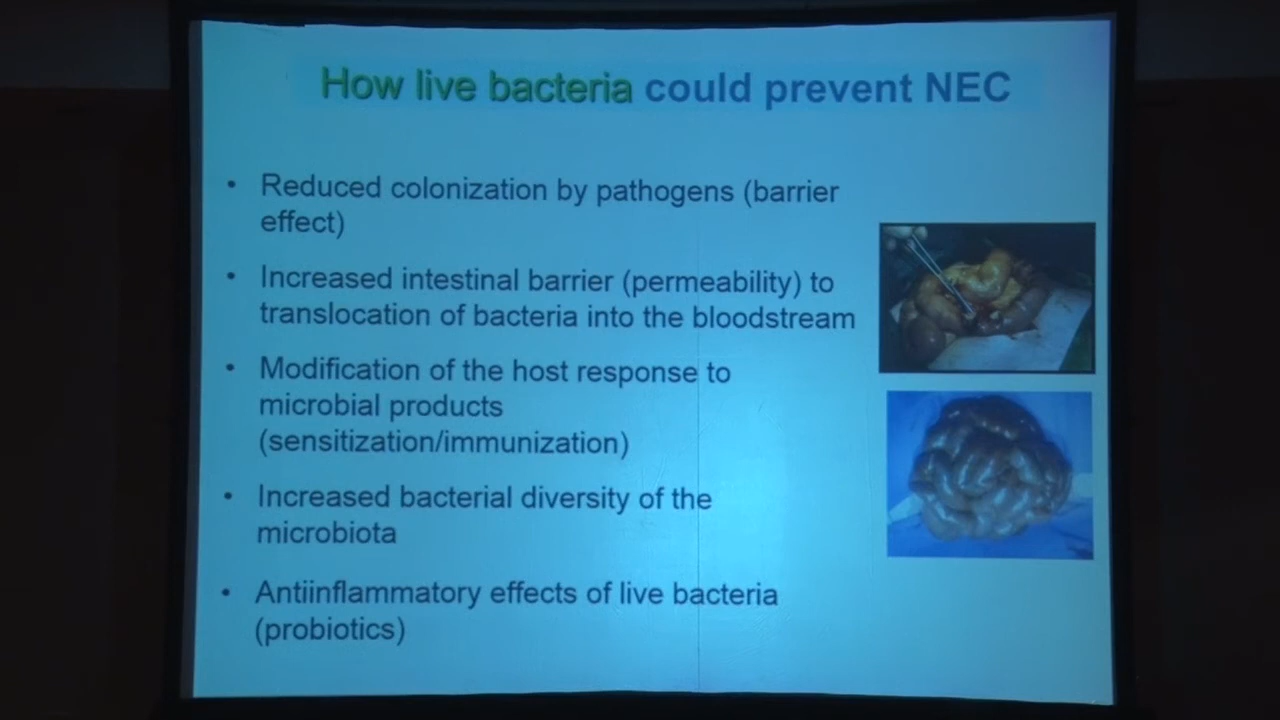 How live bacteria could prevent NEC
• Reduced colonization by pathogens (barrier
effect)
• Increased intestinal barrier (permeability) to
translocation of bacteria into the bloodstream
• Modification of the host response to
microbial products
(sensitization/immunization)
• Increased bacterial diversity of the
microbiota
• Antiinflammatory effects of live bacteria
(probiotics)